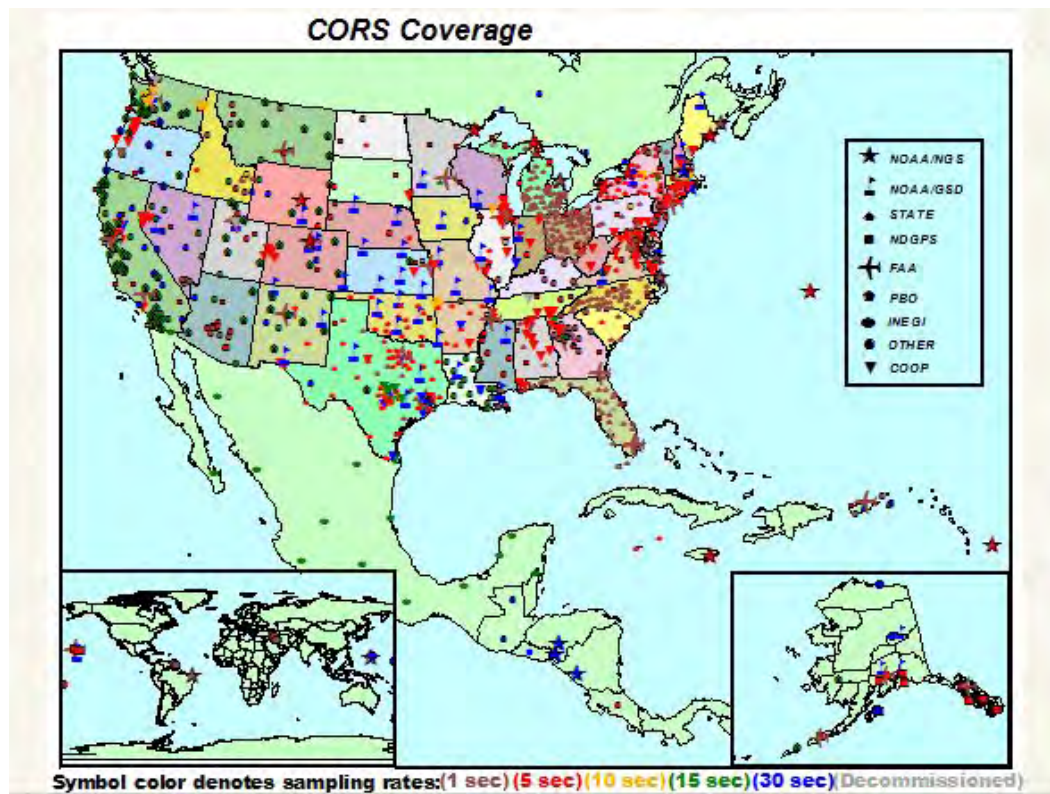 CORS Coverage
NOAA/NGS
NOAA/GSD
STATE
NDGPS
FAA
PBO
INEGI
OTHER
COOP
Symbol color denotes sampling rates:(1 sec)(5 sec)(10 sec)(15 sec)(30 sec)(Decommissioned)